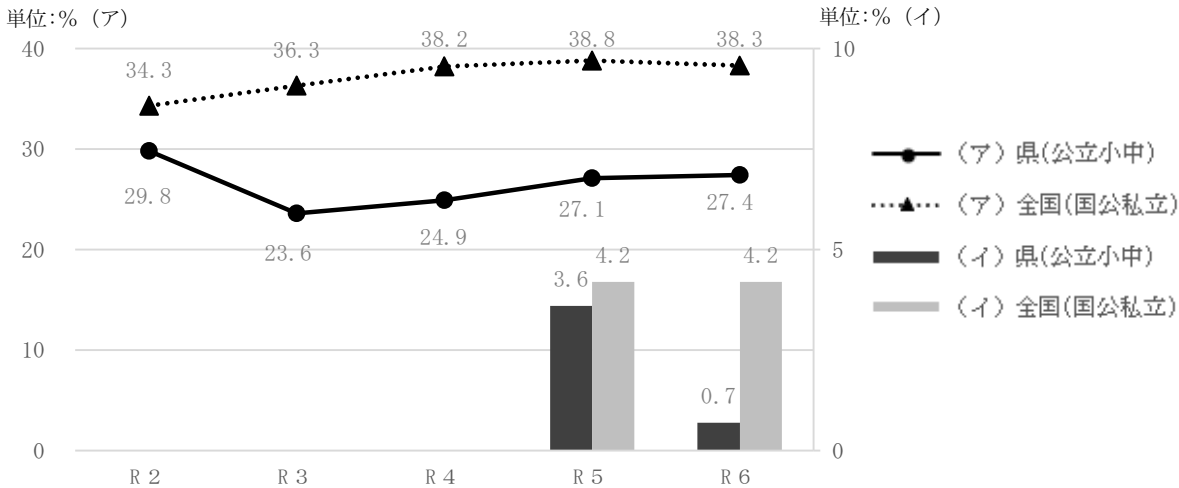 単位:％（ア）
単位:％（イ）
40
30
20
10
0
34.3
36.3
38.2
38.8
38.3
29.8
23.6
24.9
27.1
27.4
3.6
4.2
0.7
4.2
10
5
0
R2
R3
R4
R5
R6
（ア）県(公立小中)
（ア）全国(国公私立)
（イ）県(公立小中)
（イ）全国(国公私立)